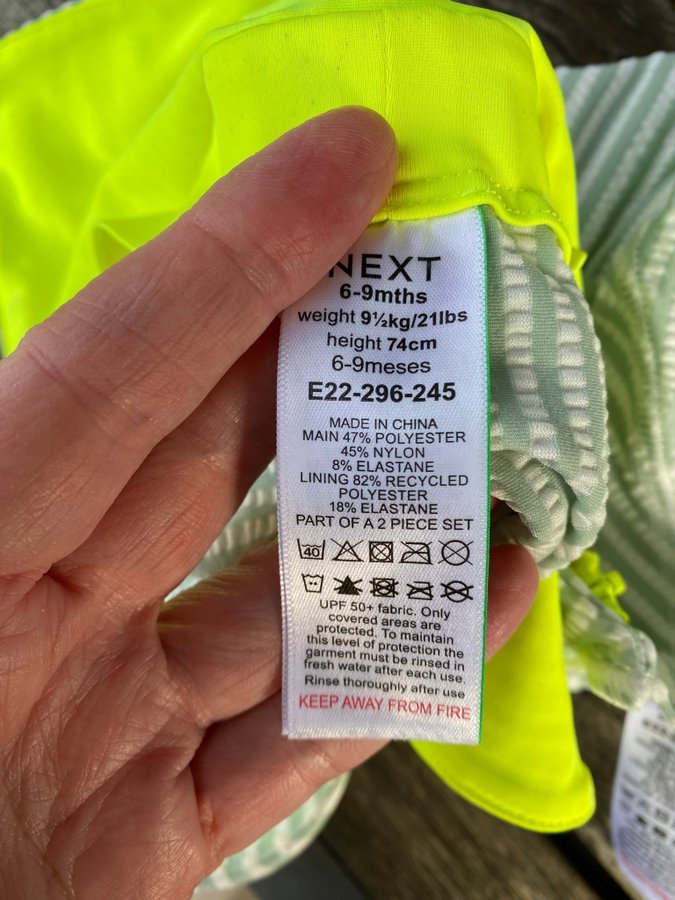 NEXT
6-9mths
weight 9½kg/21lbs
height 74cm
6-9meses
E22-296-245
MADE IN CHINA
MAIN 47% POLYESTER
45% NYLON
8% ELASTANE
LINING 82% RECYCLED
POLYESTER
18% ELASTANE
PART OF A 2 PIECE SET
40
UPF 50+ fabric. Only
covered areas are
protected. To maintain
this level of protection the
garment must be rinsed in
fresh water after each use.
Rinse thoroughly after use
KEEP AWAY FROM FIRE